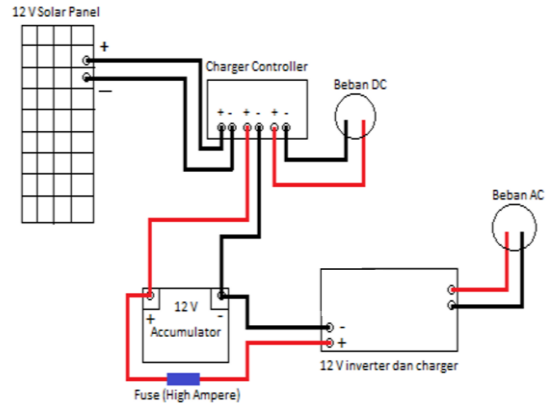 12 V Solar Panel
+
—
Charger Controller
+ - + - + -
Beban DC
Beban AC
12 V
+ -
Accumulator
-
+
12 V inverter dan charger
Fuse (High Ampere)